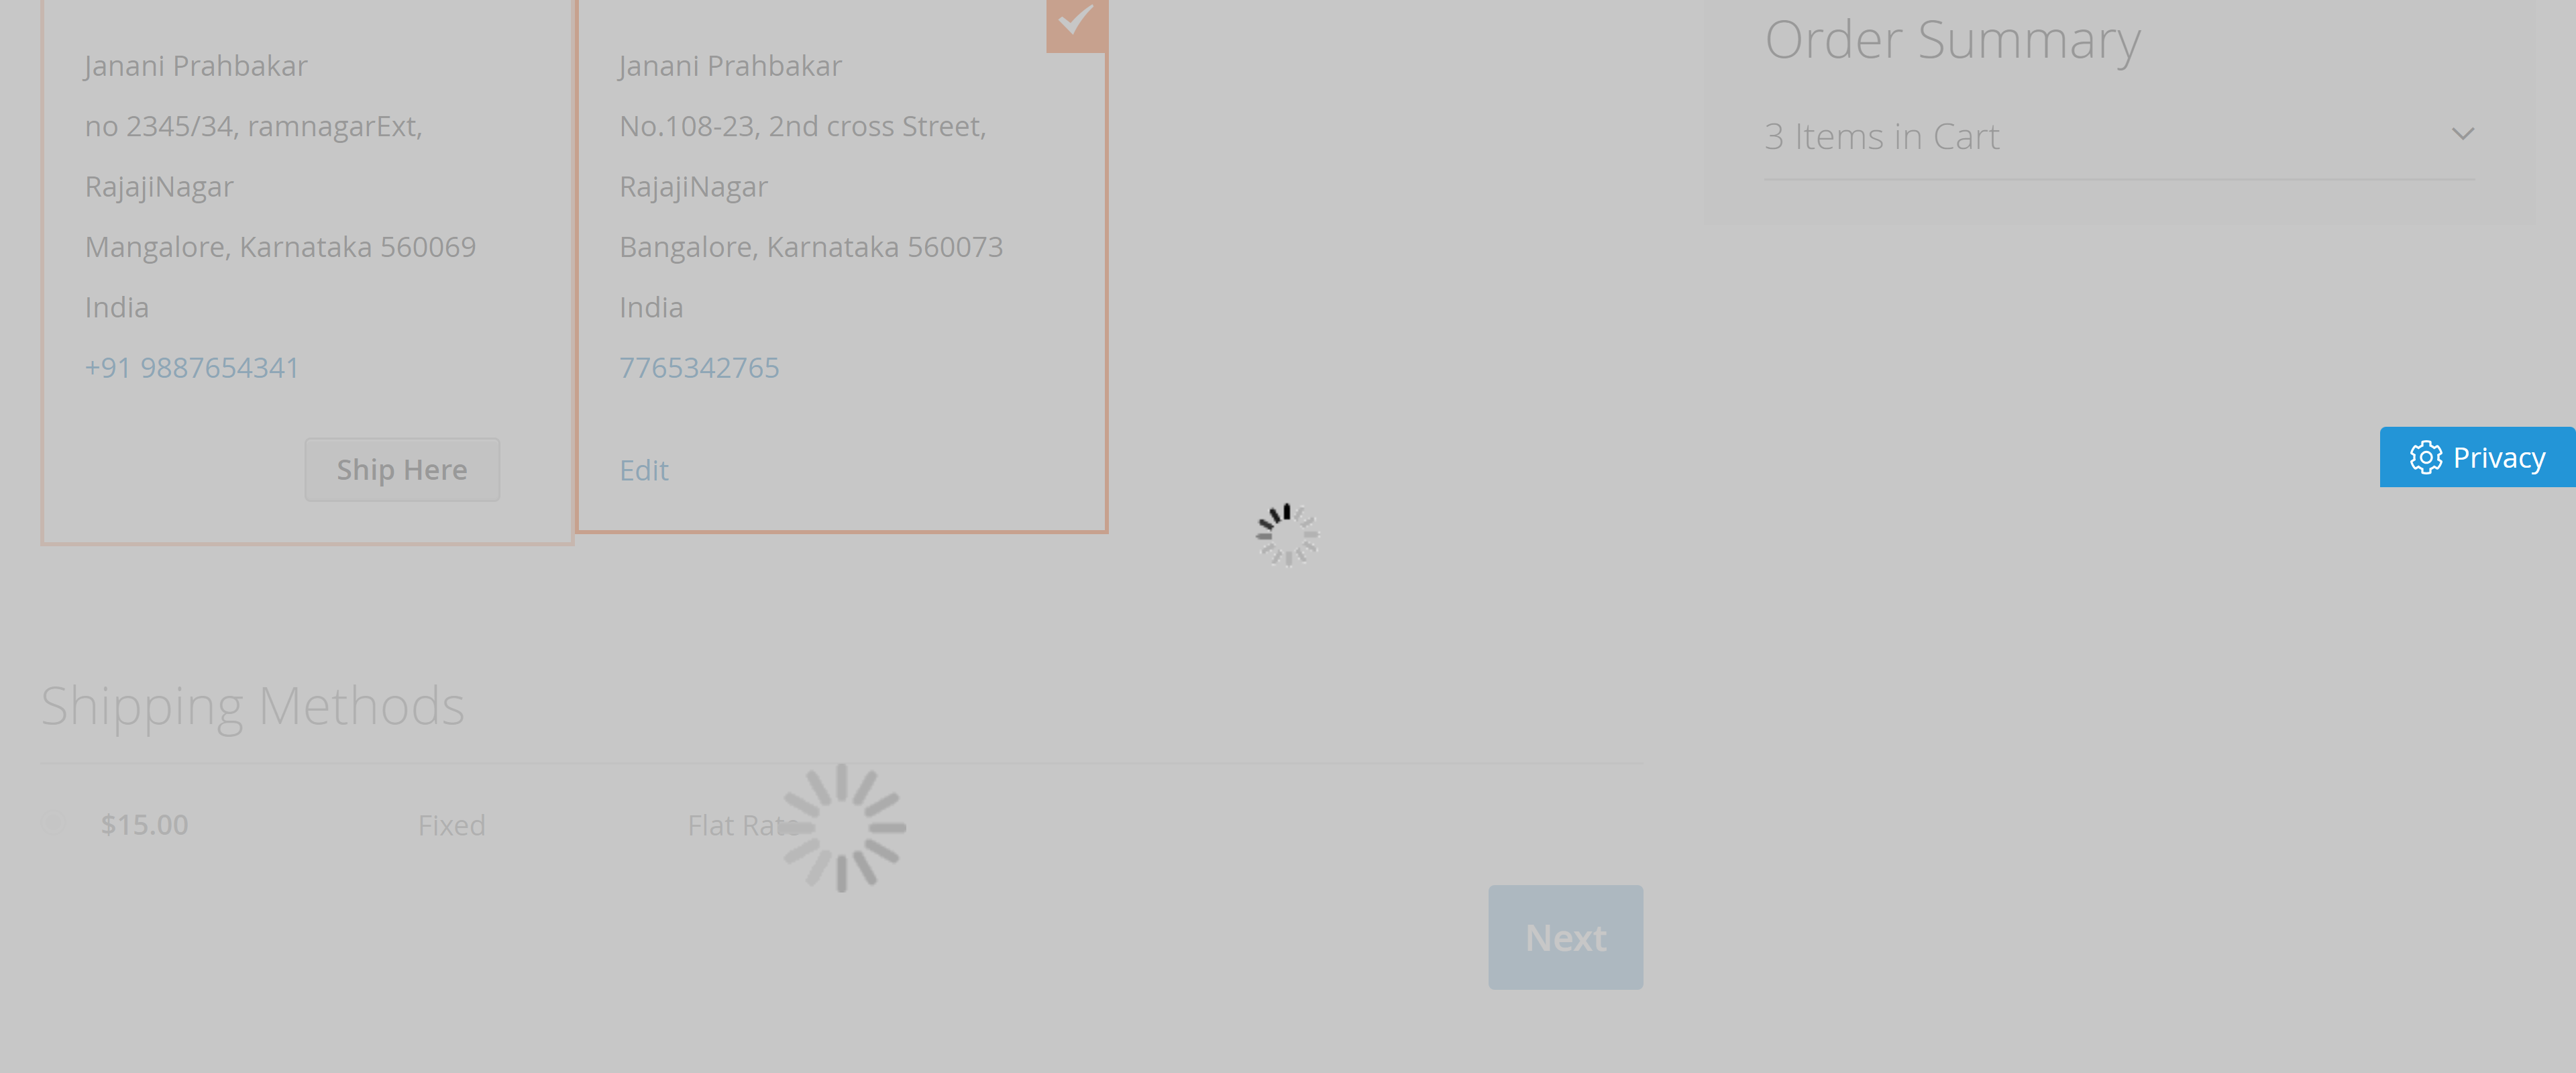 Janani Prahbakar
no 2345/34, ramnagarExt,
RajajiNagar
Mangalore, Karnataka 560069
India
+91 9887654341
Ship Here
Janani Prahbakar
No.108-23, 2nd cross Street,
RajajiNagar
Bangalore, Karnataka 560073
India
7765342765
Edit
Order Summary
3 Items in Cart
Privacy
Shipping Methods
$15.00 Fixed Flat Rate
Next